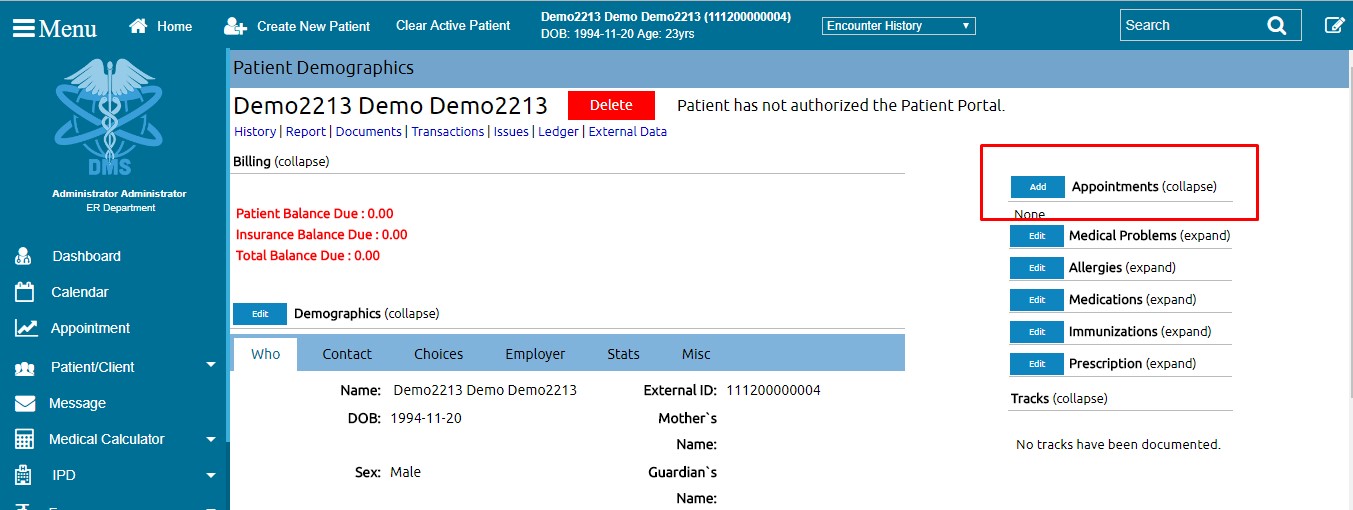 Menu
Home
Create New Patient
Clear Active Patient
Demo2213 Demo Demo2213 (111200000004)
DOB: 1994-11-20 Age: 23yrs
Encounter History
Search
DMS
Administrator Administrator
ER Department
Dashboard
Calendar
Appointment
Patient/Client
Message
Medical Calculator
IPD
Patient Demographics
Demo2213 Demo Demo2213
Delete
Patient has not authorized the Patient Portal.
History | Report | Documents | Transactions | Issues | Ledger | External Data
Billing (collapse)
Patient Balance Due : 0.00
Insurance Balance Due : 0.00
Total Balance Due : 0.00
Edit Demographics (collapse)
Who Contact Choices Employer Stats Misc
Name: Demo2213 Demo Demo2213 External ID: 111200000004
DOB: 1994-11-20 Mother`s
Name:
Sex: Male Guardian`s
Name:
Add Appointments (collapse)
None
Edit Medical Problems (expand)
Edit Allergies (expand)
Edit Medications (expand)
Edit Immunizations (expand)
Edit Prescription (expand)
Tracks (collapse)
No tracks have been documented.